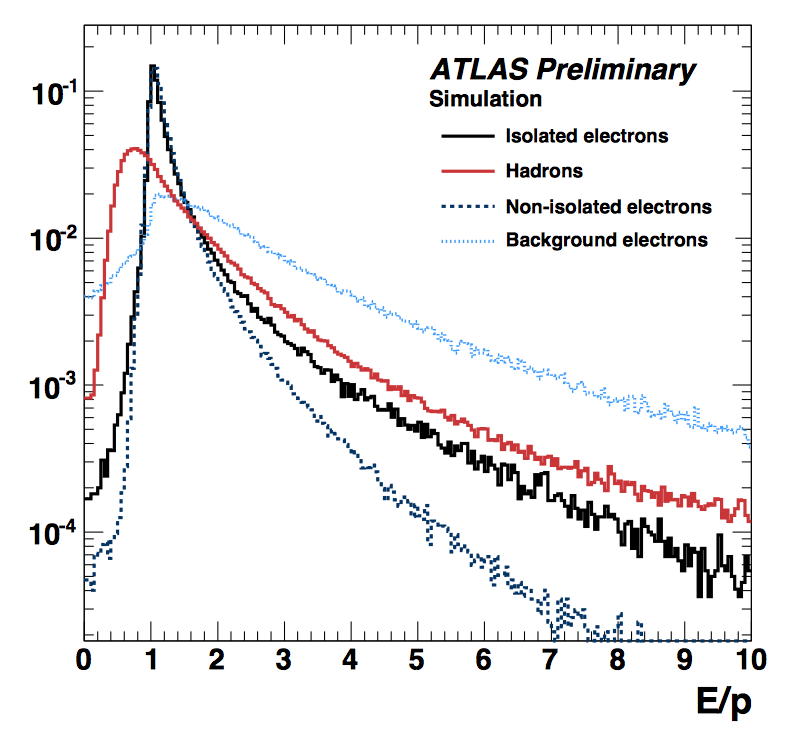 ATLAS Preliminary
Simulation
Isolated electrons
Hadrons
Non-isolated electrons
Background electrons
10-1
10-2
10-3
10-4
0 1 2 3 4 5 6 7 8 9 10
E/p